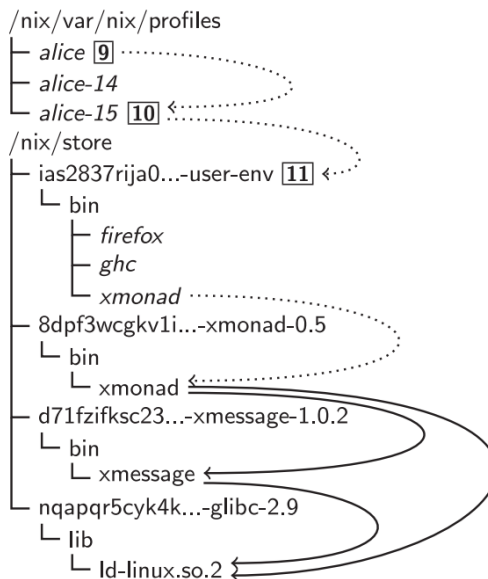 /nix/var/nix/profiles
alice 9
alice-14
alice-15 10
/nix/store
ias2837rija0...-user-env 11
bin
firefox
ghc
xmonad
8dpf3wcgkv1i...-xmonad-0.5
bin
xmonad
d71fzifksc23...-xmessage-1.0.2
bin
xmessage
nqapqr5cyk4k...-glibc-2.9
lib
ld-linux.so.2